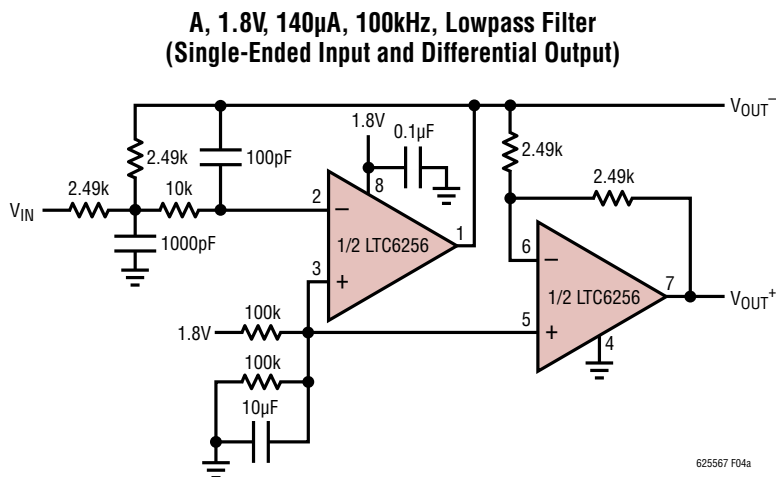 A, 1.8V, 140µA, 100kHz, Lowpass Filter
(Single-Ended Input and Differential Output)
VOUT–
1.8V
0.1µF
2.49k
100pF
2.49k
2.49k
10k
2.49k
8
VIN
2
–
1000pF
1/2 LTC6256
1
6
–
3
+
1/2 LTC6256
7
VOUT+
100k
1.8V
5
+
4
100k
10µF
625567 F04a